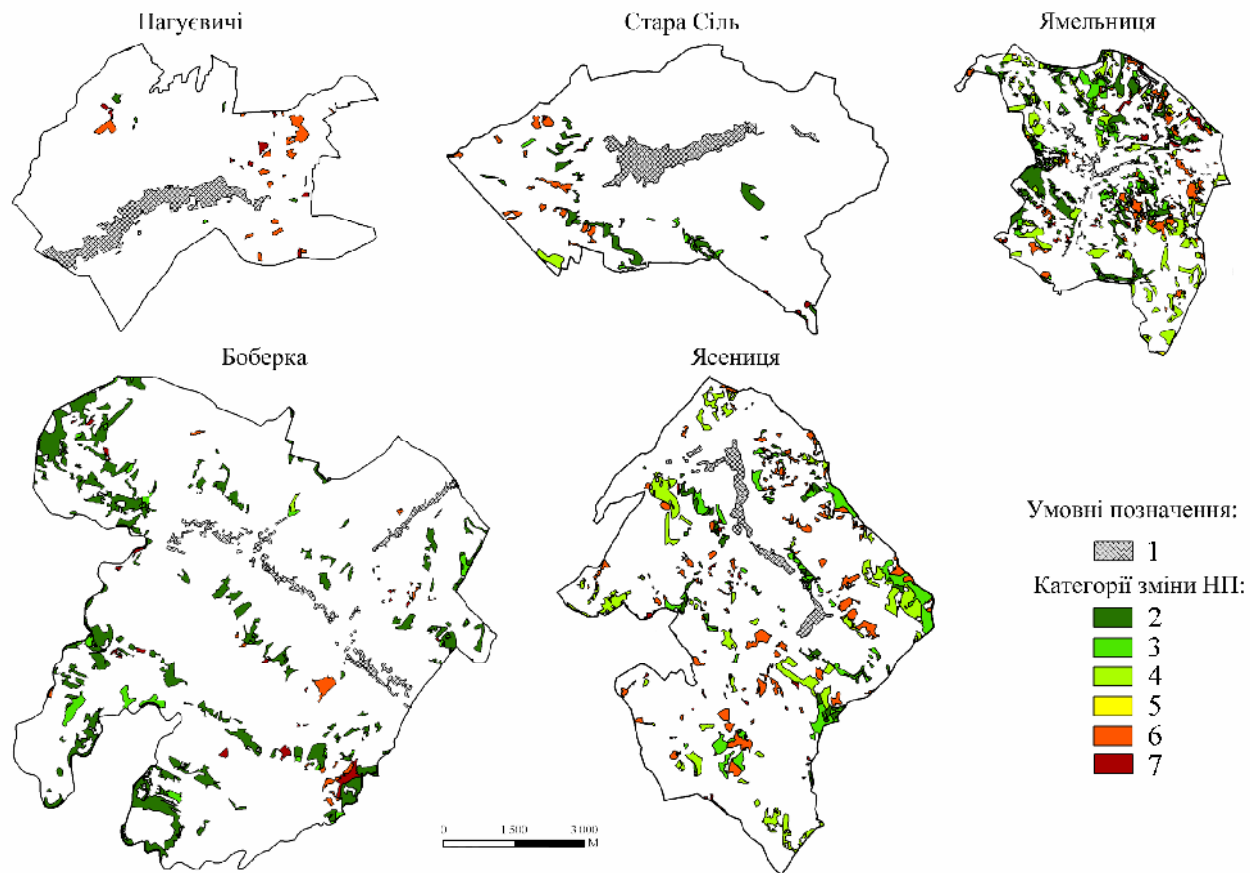 Нагуєвичі
Стара Сіль
Ямельниця
Боберка
Ясениця
Умовні позначення:
1
Категорії зміни НП:
2
3
4
5
6
7
0 1 500 3 000
М